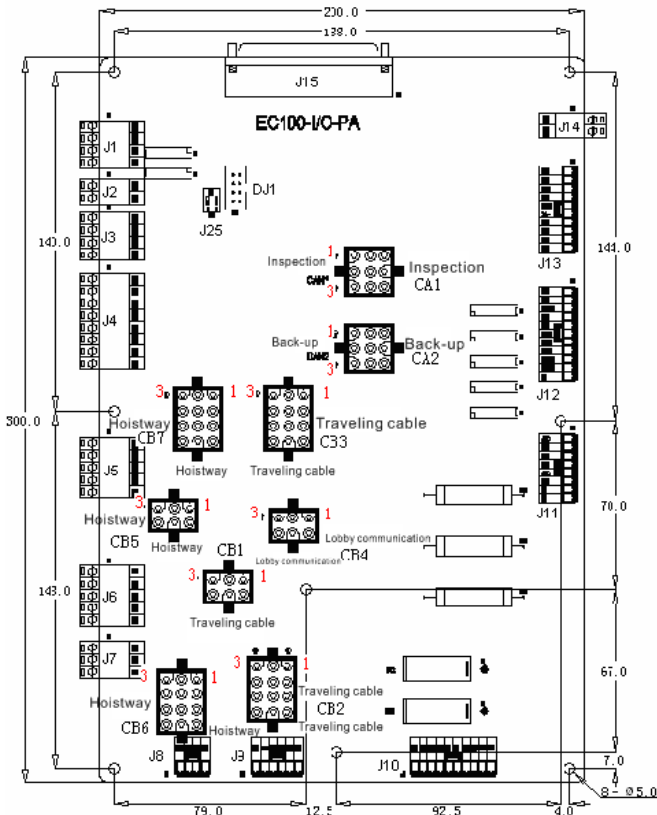 200.0
138.0
J15
EC100-I/O-PA
J14
J1
J2
J3
J25
DJ1
143.0
144.0
J13
1
Inspection
Inspection
CA1
3
J4
1
Back-up
Back-up
CA2
3
J12
300.0
3 1
3 1
Hoistway
CB7
Hoistway
Traveling cable
C33
Traveling cable
J5
J11
70.0
3 1
Hoistway
CB5
Hoistway
3 1
Lobby communication
CB4
Lobby communication
CB1
3 1
Traveling cable
143.0
J6
J7
67.0
3 1
Hoistway
CB6
Hoistway
3 1
Traveling cable
CB2
Traveling cable
J8
J9
J10
7.0
8- ø5.0
79.0
12.5
92.5
4.0